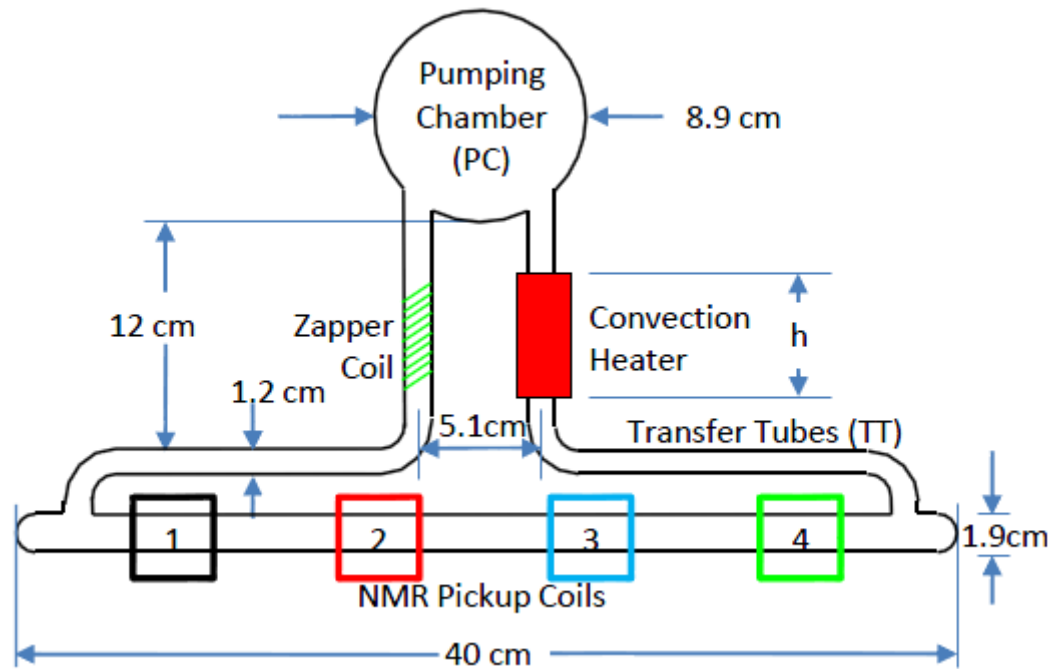 Pumping
Chamber
(PC)
8.9 cm
12 cm
Zapper
Coil
Convection
Heater
h
1.2 cm
5.1cm
Transfer Tubes (TT)
1
2
3
4
1.9cm
NMR Pickup Coils
40 cm